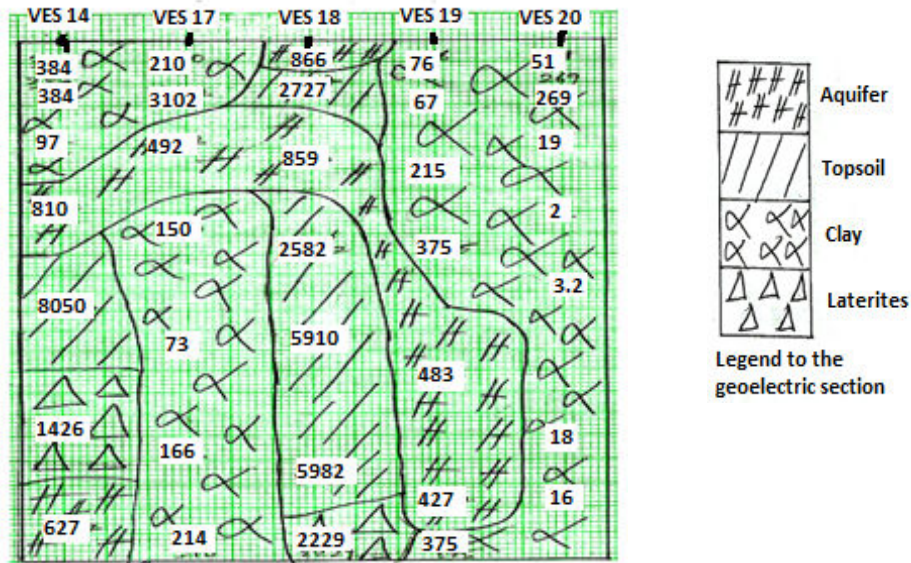 VES 14 VES 17 VES 18 VES 19 VES 20
384 210 866 76 51
384 3102 2727 67 269
97 492 859 215 19
810 150 2582 375 2
8050 73 5910 483 3.2
1426 166 5982 427 18
627 214 2229 375 16
Aquifer
Topsoil
Clay
Laterites
Legend to the
geoelectric section